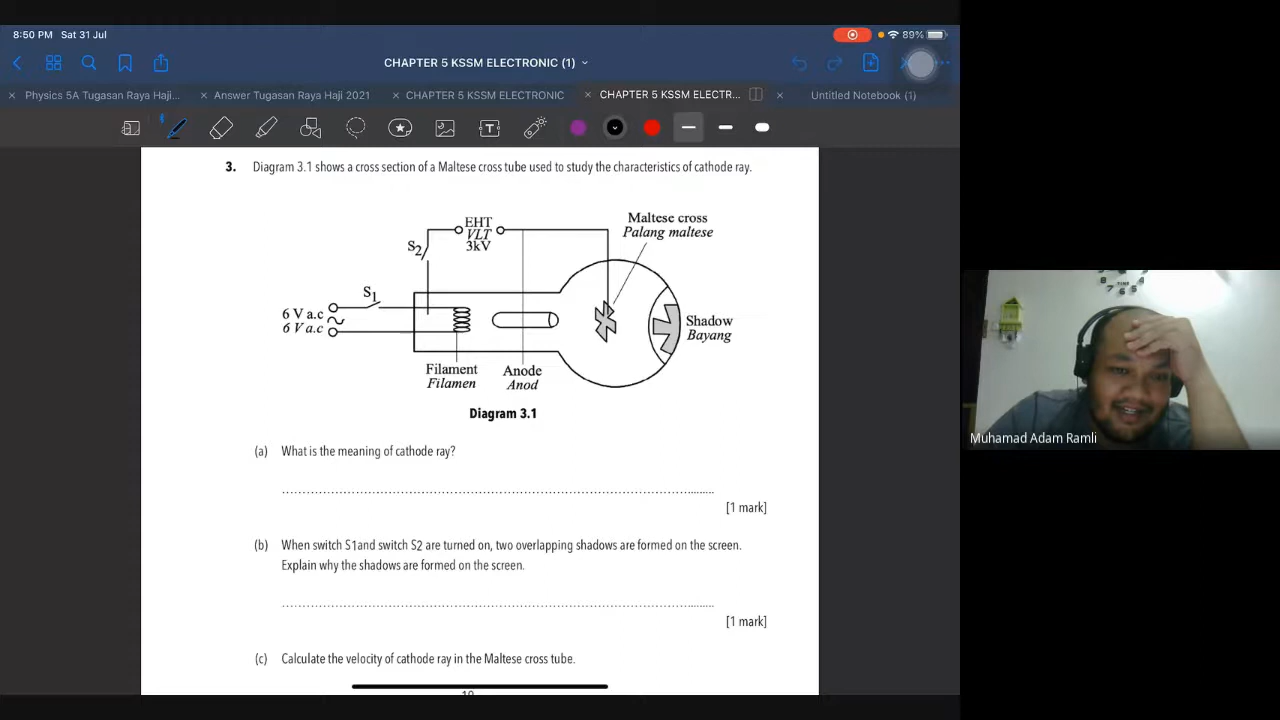 8:50 PM Sat 31 Jul
89%
CHAPTER 5 KSSM ELECTRONIC (1)
Physics 5A Tugasan Raya Haji...
Answer Tugasan Raya Haji 2021
CHAPTER 5 KSSM ELECTRONIC
CHAPTER 5 KSSM ELECTR...
Untitled Notebook (1)
3. Diagram 3.1 shows a cross section of a Maltese cross tube used to study the characteristics of cathode ray.
EHT
VLT
3kV
Maltese cross
Palang maltese
S2
S1
6 V a.c
6 V a.c
Shadow
Bayang
Filament
Filamen
Anode
Anod
Diagram 3.1
(a) What is the meaning of cathode ray?
[1 mark]
(b) When switch S1and switch S2 are turned on, two overlapping shadows are formed on the screen.
Explain why the shadows are formed on the screen.
[1 mark]
(c) Calculate the velocity of cathode ray in the Maltese cross tube.
Muhamad Adam Ramli